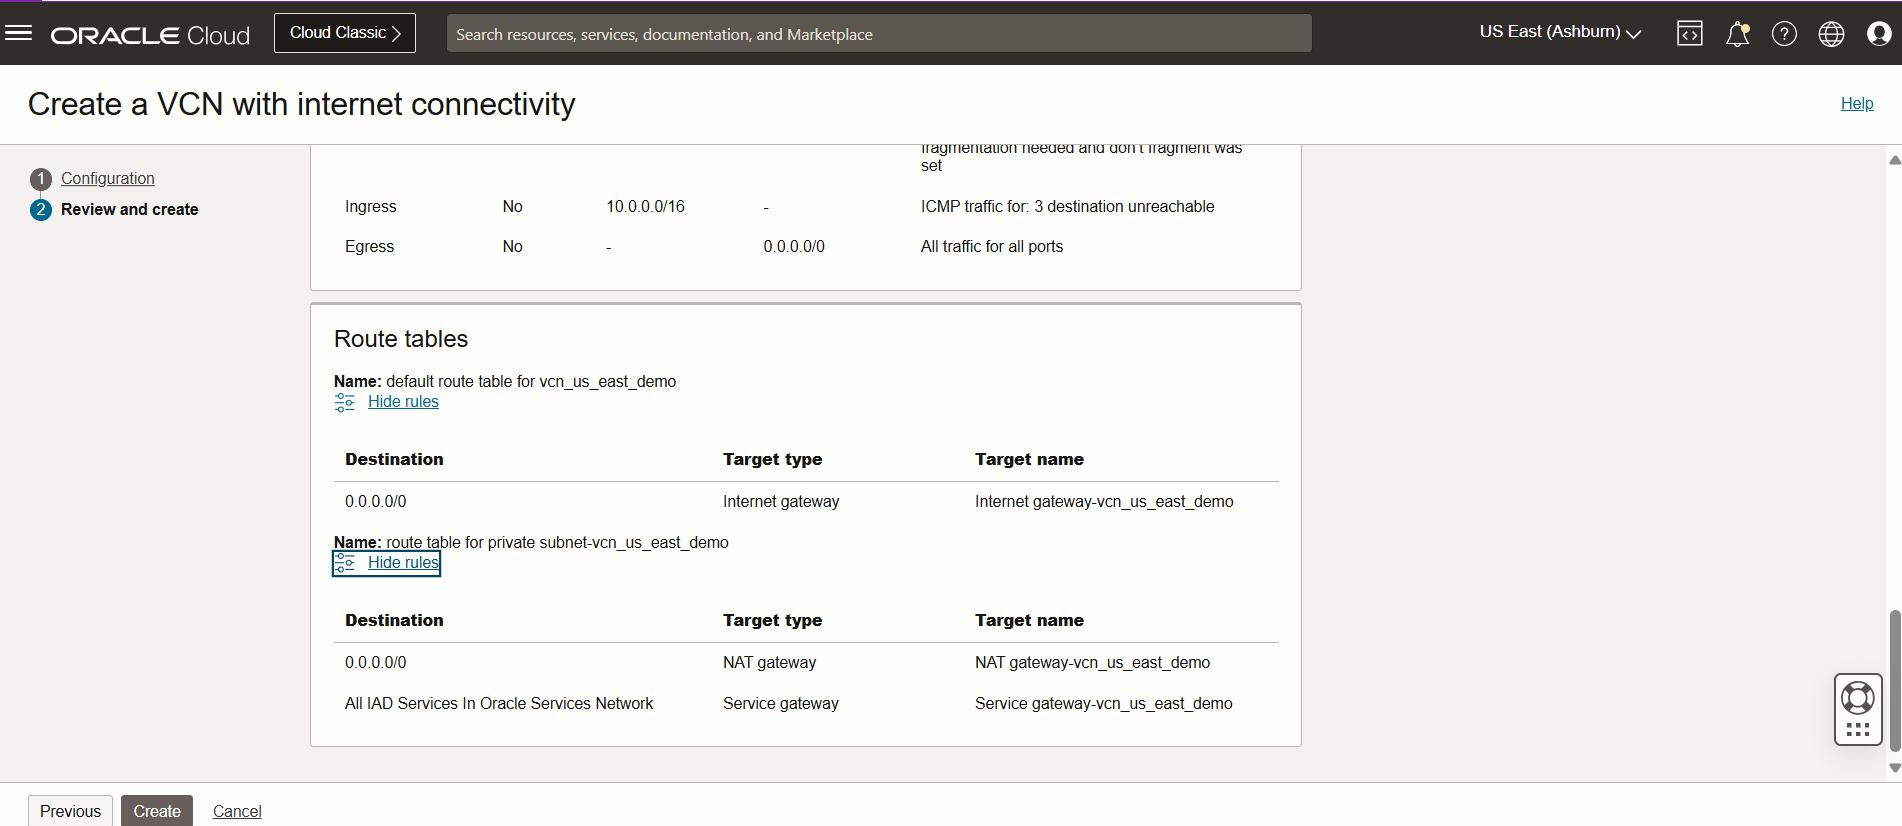 ORACLE Cloud
Cloud Classic
Search resources, services, documentation, and Marketplace
US East (Ashburn)
Create a VCN with internet connectivity
Help
1 Configuration
2 Review and create
fragmentation needed and don't fragment was
set
Ingress No 10.0.0.0/16 - ICMP traffic for: 3 destination unreachable
Egress No - 0.0.0.0/0 All traffic for all ports
Route tables
Name: default route table for vcn_us_east_demo
Hide rules
Destination Target type Target name
0.0.0.0/0 Internet gateway Internet gateway-vcn_us_east_demo
Name: route table for private subnet-vcn_us_east_demo
Hide rules
Destination Target type Target name
0.0.0.0/0 NAT gateway NAT gateway-vcn_us_east_demo
All IAD Services In Oracle Services Network Service gateway Service gateway-vcn_us_east_demo
Previous Create Cancel